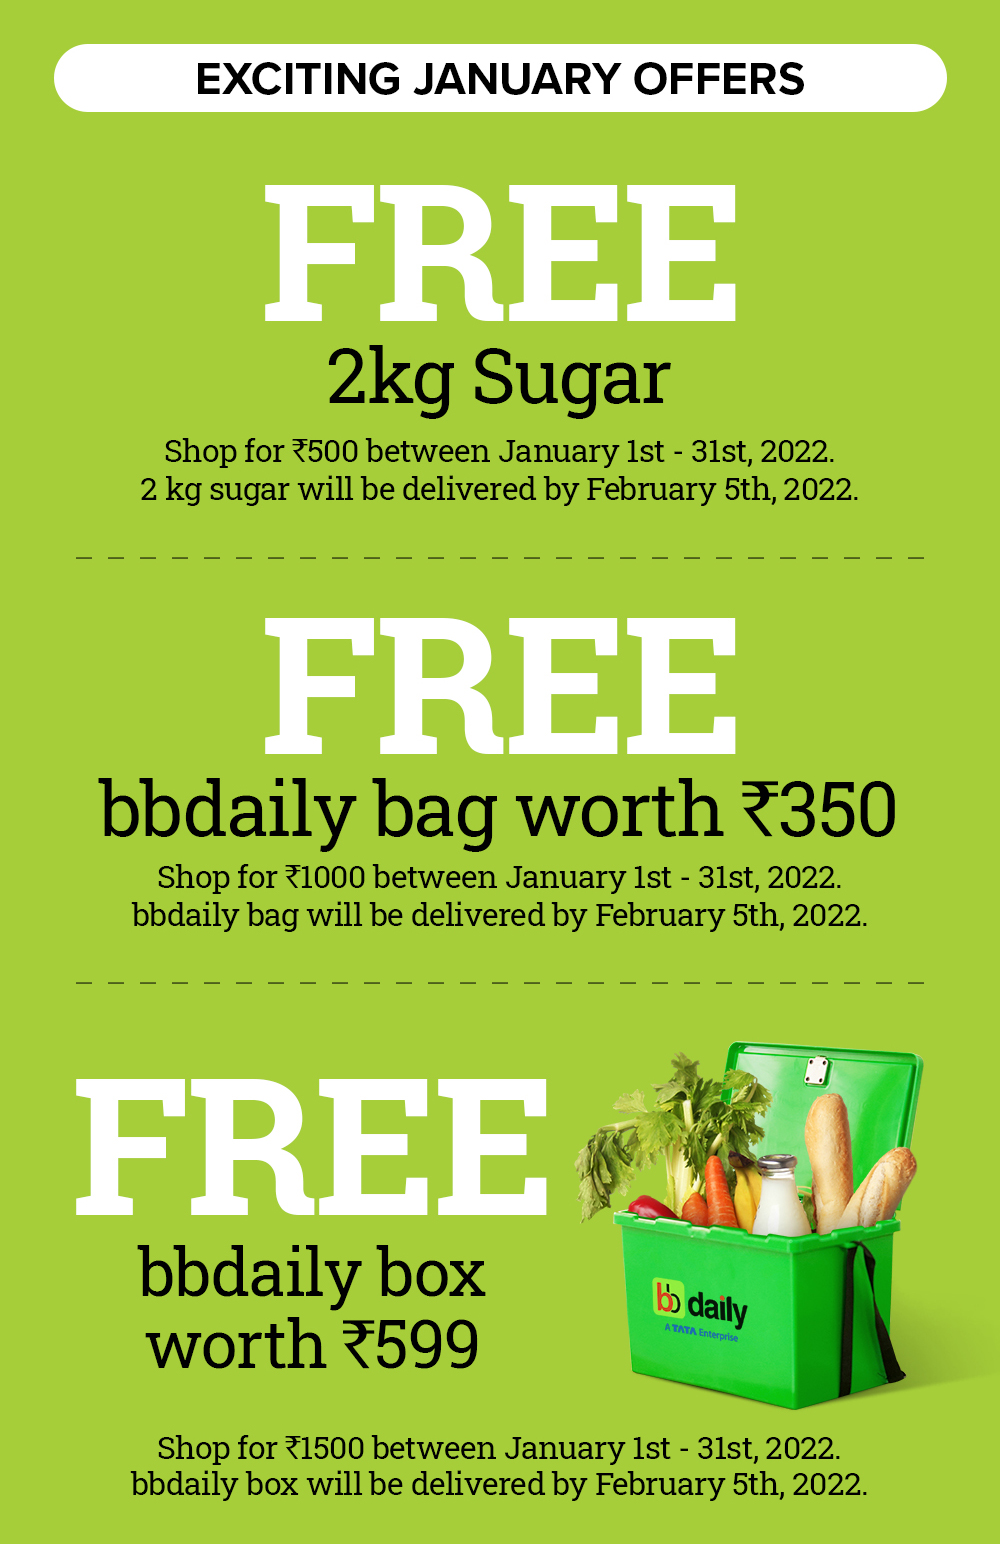 EXCITING JANUARY OFFERS
FREE
2kg Sugar
Shop for ₹500 between January 1st - 31st, 2022.
2 kg sugar will be delivered by February 5th, 2022.
FREE
bbdaily bag worth ₹350
Shop for ₹1000 between January 1st - 31st, 2022.
bbdaily bag will be delivered by February 5th, 2022.
FREE
bbdaily box
worth ₹599
bb daily
A TATA Enterprise
Shop for ₹1500 between January 1st - 31st, 2022.
bbdaily box will be delivered by February 5th, 2022.